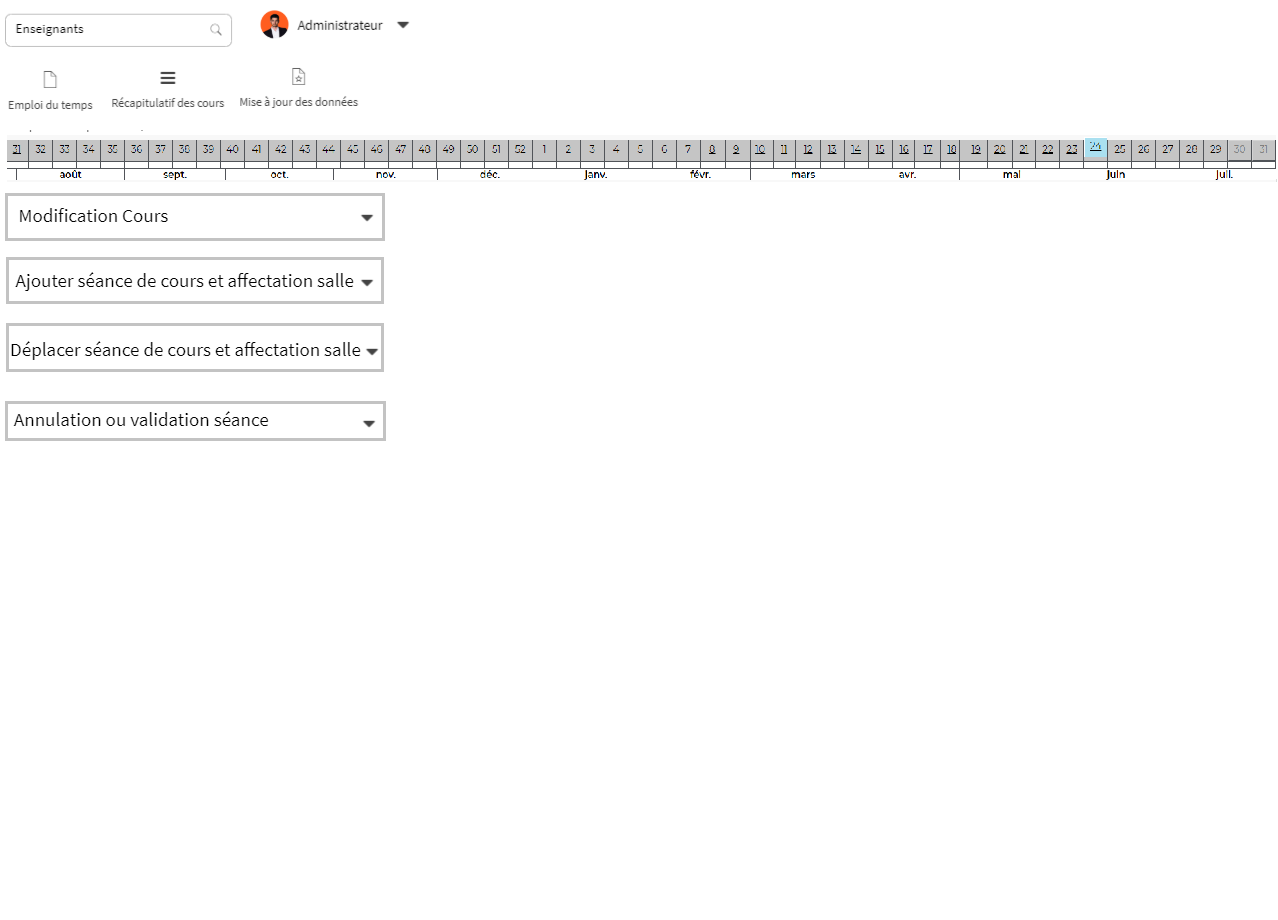 Enseignants
Administrateur
Emploi du temps
Récapitulatif des cours
Mise à jour des données
31 32 33 34 35 36 37 38 39 40 41 42 43 44 45 46 47 48 49 50 51 52 1 2 3 4 5 6 7 8 9 10 11 12 13 14 15 16 17 18 19 20 21 22 23 24 25 26 27 28 29 30 31
août sept. oct. nov. déc. janv. févr. mars avr. mai juin juil.
Modification Cours
Ajouter séance de cours et affectation salle
Déplacer séance de cours et affectation salle
Annulation ou validation séance